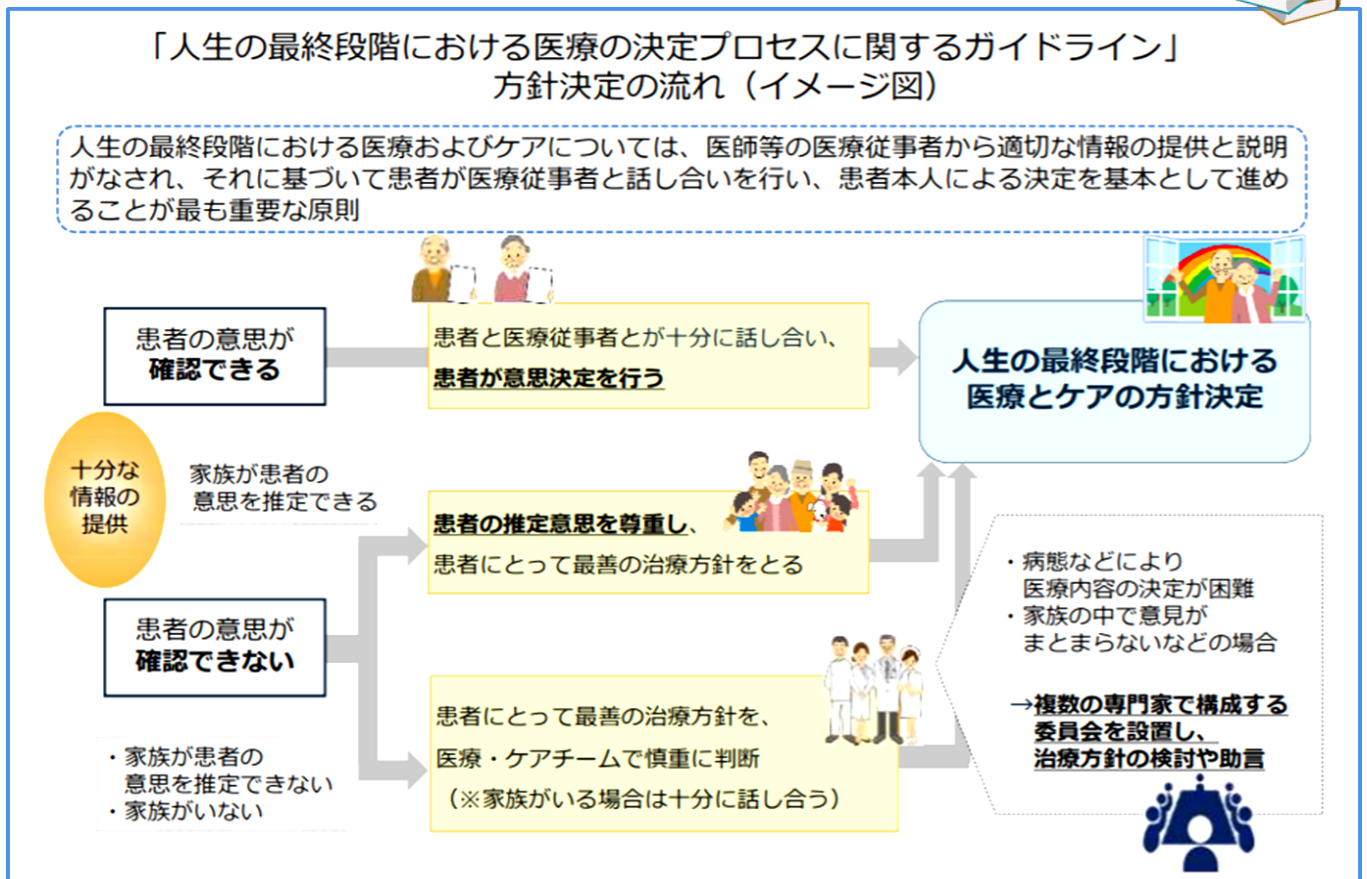 「人生の最終段階における医療の決定プロセスに関するガイドライン」
方針決定の流れ（イメージ図）
人生の最終段階における医療およびケアについては、医師等の医療従事者から適切な情報の提供と説明
がなされ、それに基づいて患者が医療従事者と話し合いを行い、患者本人による決定を基本として進め
ることが最も重要な原則
患者の意思が
確認できる
患者と医療従事者とが十分に話し合い、
患者が意思決定を行う
人生の最終段階における
医療とケアの方針決定
十分な
情報の
提供
家族が患者の
意思を推定できる
患者の推定意思を尊重し、
患者にとって最善の治療方針をとる
患者の意思が
確認できない
・家族が患者の
意思を推定できない
・家族がいない
患者にとって最善の治療方針を、
医療・ケアチームで慎重に判断
（※家族がいる場合は十分に話し合う）
・病態などにより
医療内容の決定が困難
・家族の中で意見が
まとまらないなどの場合
→複数の専門家で構成する
委員会を設置し、
治療方針の検討や助言